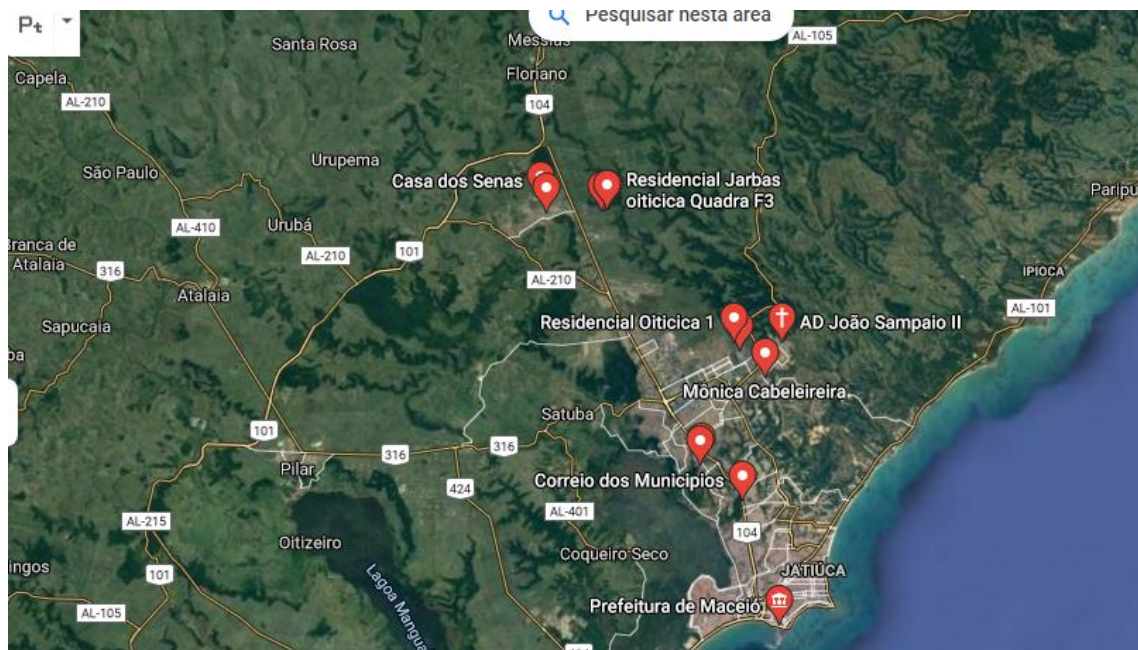 Pt
Pesquisar nesta área
AL-105
Santa Rosa
Messias
Floriano
Capela
AL-210
104
São Paulo
Urupema
Casa dos Senas
Residencial Jarbas
oiticica Quadra F3
Paripu
AL-410
Urubá
Branca de
Atalaia
316
AL-210
101
AL-210
IPIOCA
AL-101
Atalaia
Sapucaia
Residencial Oiticica 1
AD João Sampaio II
ba
Mônica Cabeleireira
Satuba
101
316
316
Pilar
424
Correio dos Municipios
AL-215
AL-401
104
Oitizeiro
Coqueiro Seco
ingos
101
JATIÚCA
Lagoa Mangua
Prefeitura de Maceió
AL-105